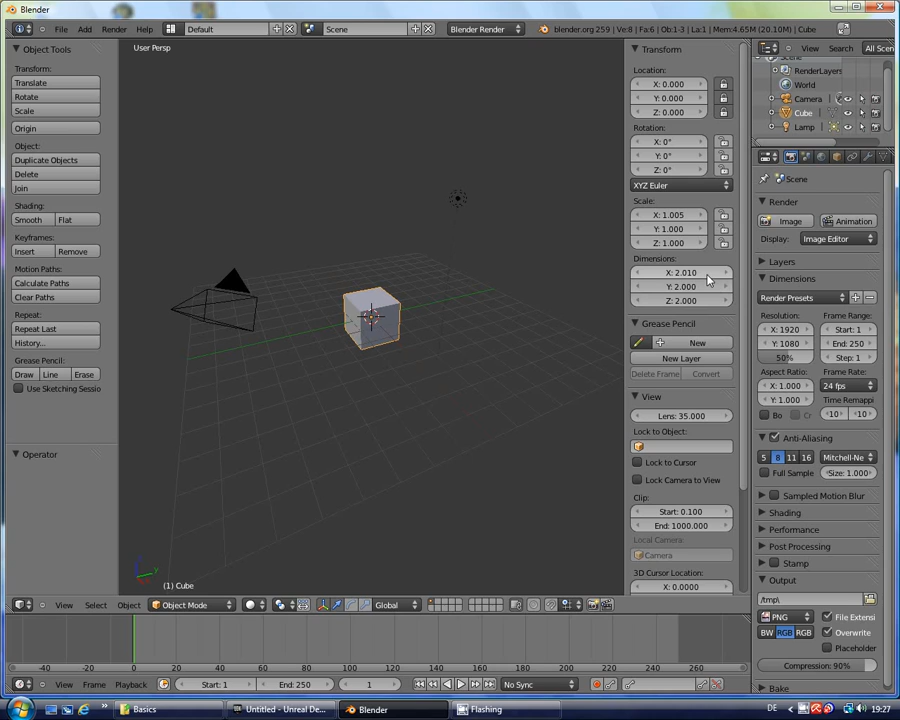 Blender
File Add Render Help Default Scene Blender Render blender.org 259 | Ve:8 | Fa:6 | Ob:1-3 | La:1 | Mem:4.65M (20.10M) | Cube
Object Tools
Transform:
Translate
Rotate
Scale
Origin
Object:
Duplicate Objects
Delete
Join
Shading:
Smooth Flat
Keyframes:
Insert Remove
Motion Paths:
Calculate Paths
Clear Paths
Repeat:
Repeat Last
History...
Grease Pencil:
Draw Line Erase
Use Sketching Sessio
Operator
User Persp
(1) Cube
Transform
Location:
X: 0.000
Y: 0.000
Z: 0.000
Rotation:
X: 0°
Y: 0°
Z: 0°
XYZ Euler
Scale:
X: 1.005
Y: 1.000
Z: 1.000
Dimensions:
X: 2.010
Y: 2.000
Z: 2.000
Grease Pencil
New
New Layer
Delete Frame Convert
View
Lens: 35.000
Lock to Object:
Lock to Cursor
Lock Camera to View
Clip:
Start: 0.100
End: 1000.000
Local Camera:
Camera
3D Cursor Location:
X: 0.0000
View Search All Scen
Scene
RenderLayers
World
Camera
Cube
Lamp
Scene
Render
Image Animation
Display: Image Editor
Layers
Dimensions
Render Presets
Resolution: Frame Range:
X: 1920 Start: 1
Y: 1080 End: 250
50% Step: 1
Aspect Ratio: Frame Rate:
X: 1.000 24 fps
Y: 1.000 Time Remappi
Bo Cr 10 10
Anti-Aliasing
5 8 11 16 Mitchell-Ne
Full Sample Size: 1.000
Sampled Motion Blur
Shading
Performance
Post Processing
Stamp
Output
/tmp\
PNG File Extensi
BW RGB RGB Overwrite
Placeholder
Compression: 90%
Bake
View Select Object Object Mode Global
-40 -20 0 20 40 60 80 100 120 140 160 180 200 220 240 260 280
View Frame Playback Start: 1 End: 250 1 No Sync
Basics Untitled - Unreal De... Blender Flashing DE 19:27